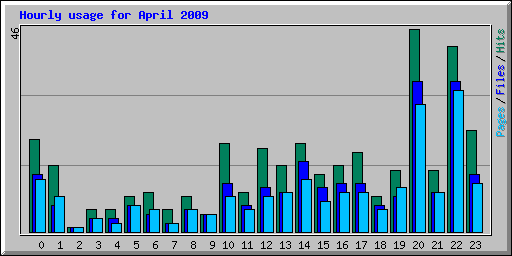 Hourly usage for April 2009
46
Pages / Files / Hits
0 1 2 3 4 5 6 7 8 9 10 11 12 13 14 15 16 17 18 19 20 21 22 23